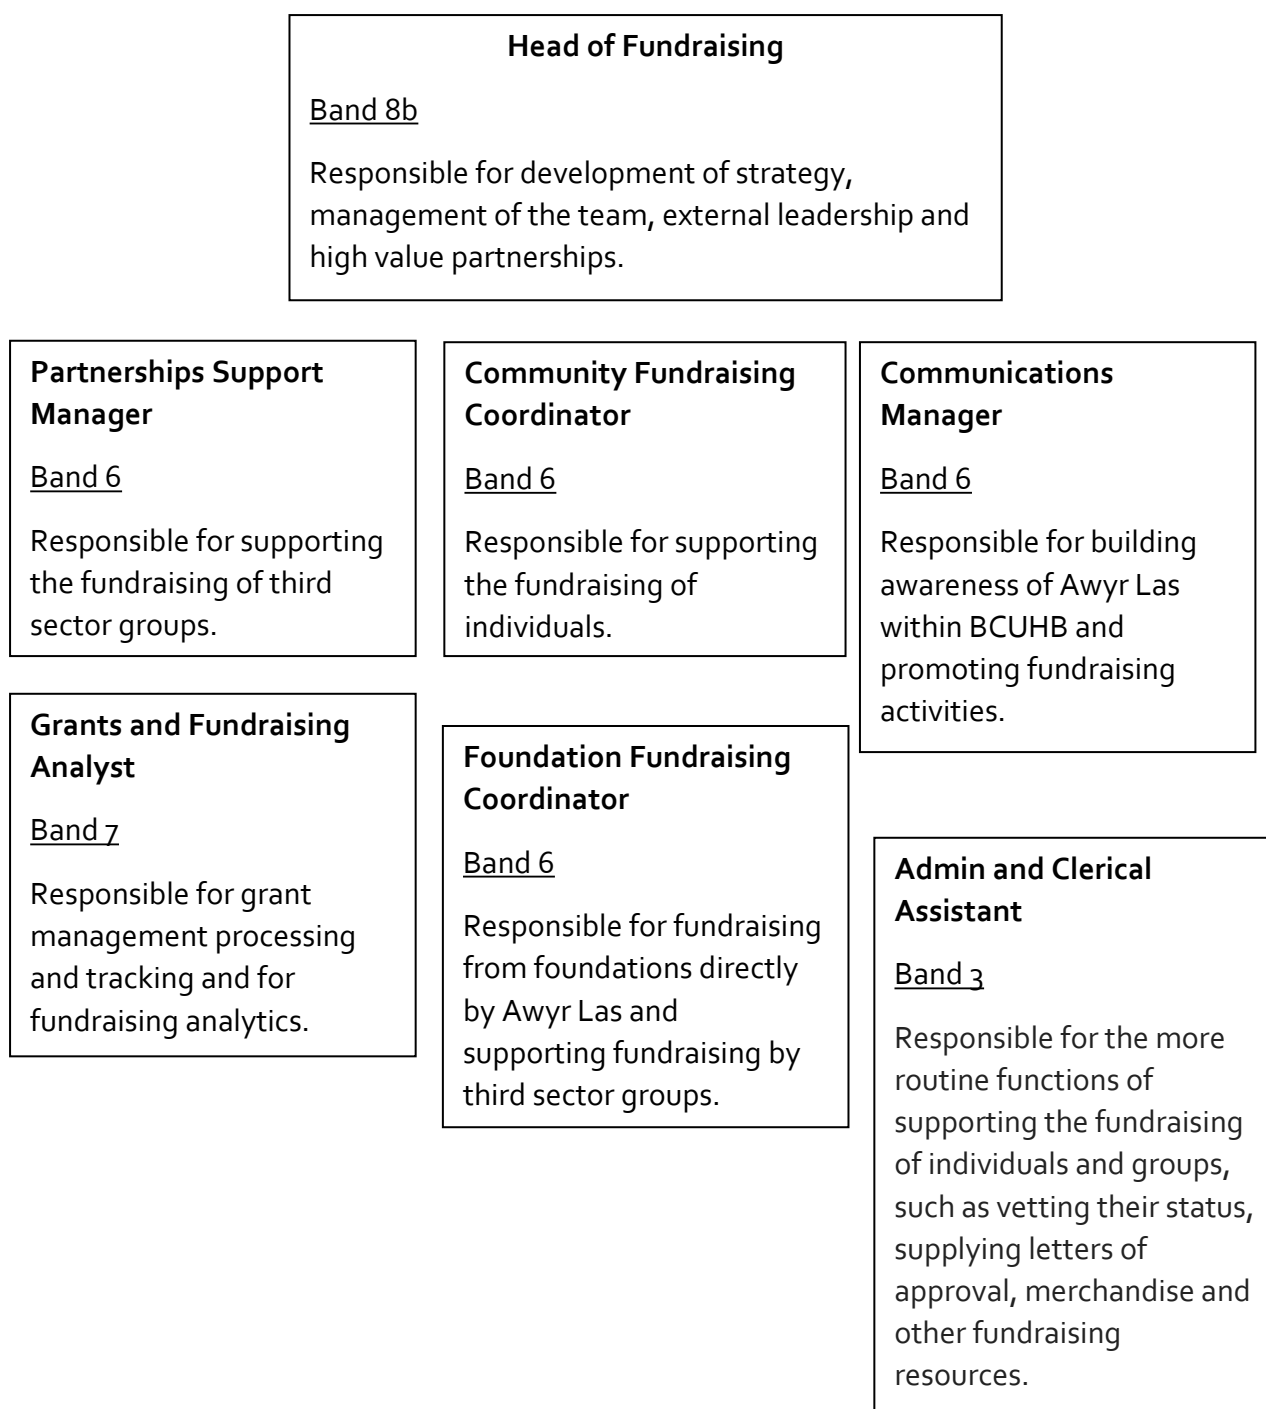 Head of Fundraising
Band 8b
Responsible for development of strategy,
management of the team, external leadership and
high value partnerships.
Partnerships Support
Manager
Band 6
Responsible for supporting
the fundraising of third
sector groups.
Community Fundraising
Coordinator
Band 6
Responsible for supporting
the fundraising of
individuals.
Communications
Manager
Band 6
Responsible for building
awareness of Awyr Las
within BCUHB and
promoting fundraising
activities.
Grants and Fundraising
Analyst
Band 7
Responsible for grant
management processing
and tracking and for
fundraising analytics.
Foundation Fundraising
Coordinator
Band 6
Responsible for fundraising
from foundations directly
by Awyr Las and
supporting fundraising by
third sector groups.
Admin and Clerical
Assistant
Band 3
Responsible for the more
routine functions of
supporting the fundraising
of individuals and groups,
such as vetting their status,
supplying letters of
approval, merchandise and
other fundraising
resources.